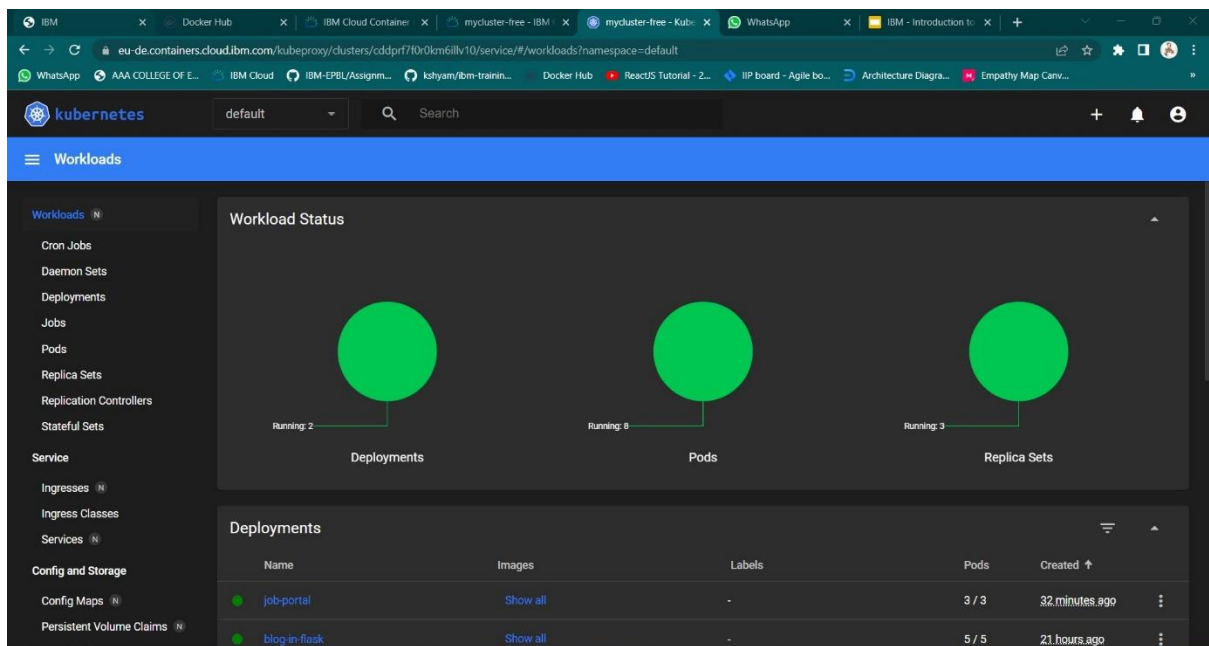 IBM
Docker Hub
IBM Cloud Container
mycluster-free - IBM
mycluster-free - Kube
WhatsApp
IBM - Introduction to
eu-de.containers.cloud.ibm.com/kubeproxy/clusters/cddprf7f0r0km6illv10/service/#/workloads?namespace=default
WhatsApp
AAA COLLEGE OF E...
IBM Cloud
IBM-EPBL/Assignm...
kshyam/ibm-trainin...
Docker Hub
ReactJS Tutorial - 2...
IIP board - Agile bo...
Architecture Diagra...
Empathy Map Canv...
kubernetes
default
Search
Workloads
Workloads N
Cron Jobs
Daemon Sets
Deployments
Jobs
Pods
Replica Sets
Replication Controllers
Stateful Sets
Service
Ingresses N
Ingress Classes
Services N
Config and Storage
Config Maps N
Persistent Volume Claims N
Workload Status
Running: 2
Deployments
Running: 8
Pods
Running: 3
Replica Sets
Deployments
Name Images Labels Pods Created
job-portal Show all - 3 / 3 32 minutes ago
blog-in-flask Show all - 5 / 5 21 hours ago